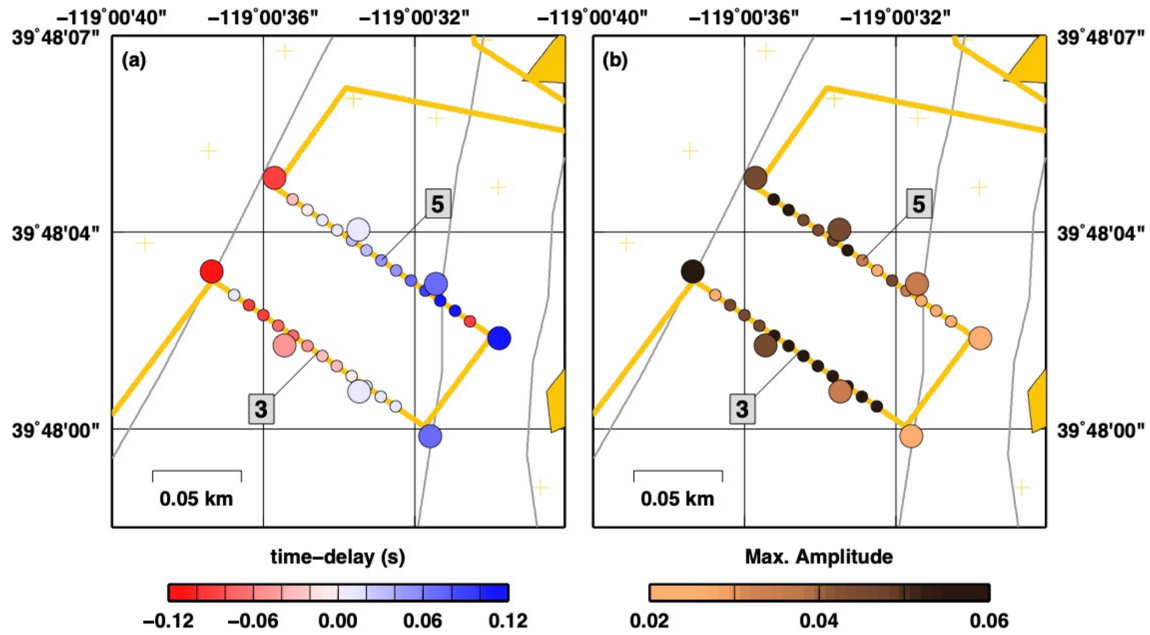 −119°00'40" −119°00'36" −119°00'32" −119°00'40" −119°00'36" −119°00'32"
39°48'07" (a) (b) 39°48'07"
5 5
39°48'04" 39°48'04"
3 3
39°48'00" 39°48'00"
0.05 km 0.05 km
time−delay (s) Max. Amplitude
−0.12 −0.06 0.00 0.06 0.12 0.02 0.04 0.06